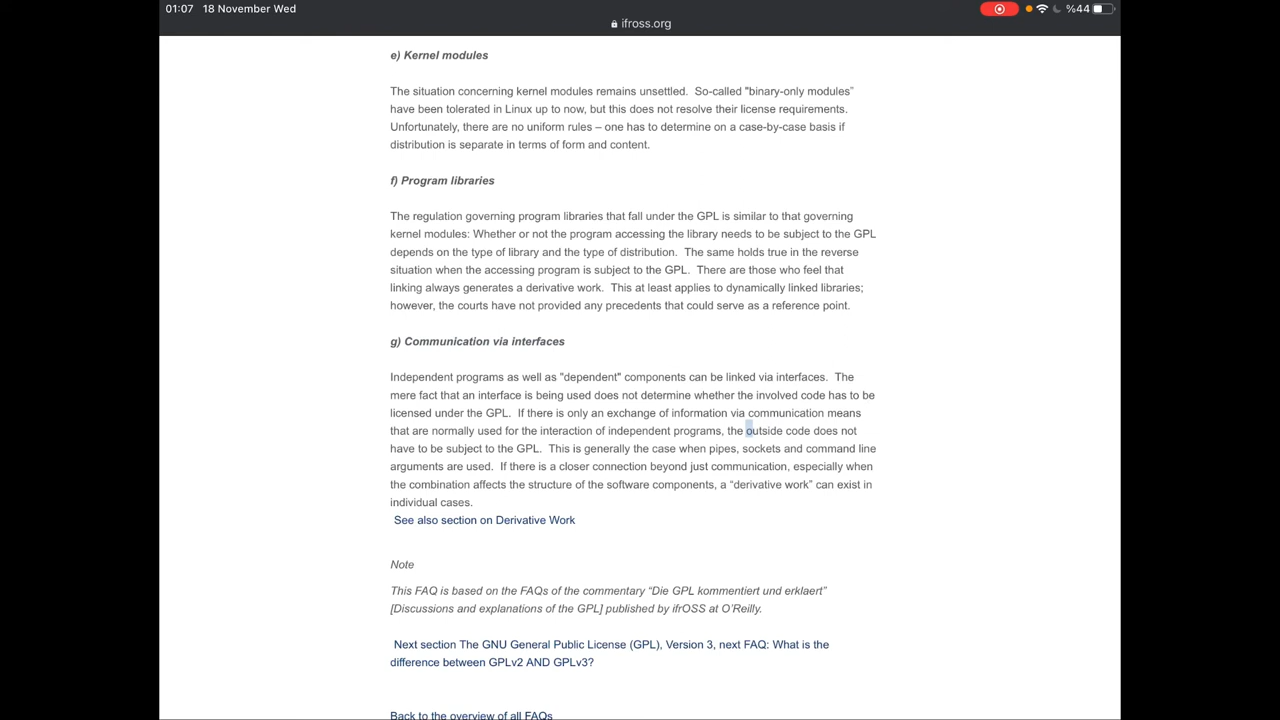 01:07 18 November Wed
%44
ifross.org
e) Kernel modules
The situation concerning kernel modules remains unsettled.  So-called "binary-only modules”
have been tolerated in Linux up to now, but this does not resolve their license requirements.
Unfortunately, there are no uniform rules – one has to determine on a case-by-case basis if
distribution is separate in terms of form and content.
f) Program libraries
The regulation governing program libraries that fall under the GPL is similar to that governing
kernel modules: Whether or not the program accessing the library needs to be subject to the GPL
depends on the type of library and the type of distribution.  The same holds true in the reverse
situation when the accessing program is subject to the GPL.  There are those who feel that
linking always generates a derivative work.  This at least applies to dynamically linked libraries;
however, the courts have not provided any precedents that could serve as a reference point.
g) Communication via interfaces
Independent programs as well as "dependent" components can be linked via interfaces.  The
mere fact that an interface is being used does not determine whether the involved code has to be
licensed under the GPL.  If there is only an exchange of information via communication means
that are normally used for the interaction of independent programs, the outside code does not
have to be subject to the GPL.  This is generally the case when pipes, sockets and command line
arguments are used.  If there is a closer connection beyond just communication, especially when
the combination affects the structure of the software components, a “derivative work” can exist in
individual cases.
See also section on Derivative Work
Note
This FAQ is based on the FAQs of the commentary “Die GPL kommentiert und erklaert”
[Discussions and explanations of the GPL] published by ifrOSS at O’Reilly.
Next section The GNU General Public License (GPL), Version 3, next FAQ: What is the
difference between GPLv2 AND GPLv3?
Back to the overview of all FAQs